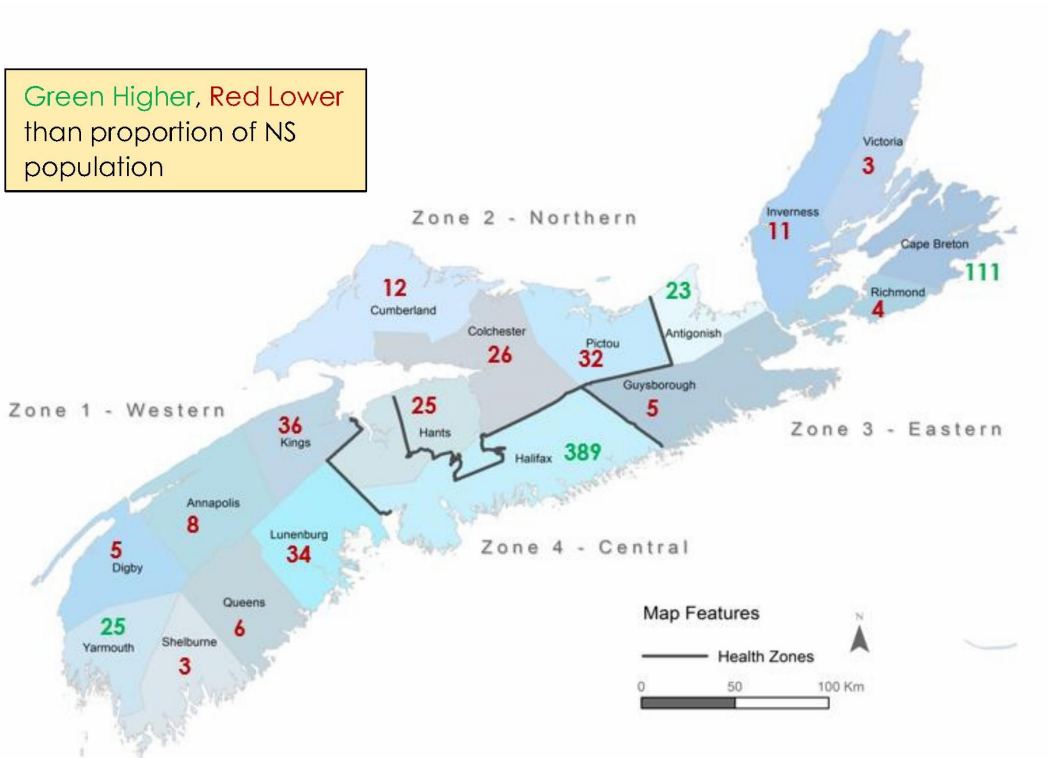 Green Higher, Red Lower
than proportion of NS
population
Victoria
3
Zone 2 - Northern
Inverness
11
Cape Breton
111
12
Cumberland
23
Richmond
4
Colchester
26
Pictou
32
Antigonish
Guysborough
5
Zone 1 - Western
36
Kings
25
Hants
Zone 3 - Eastern
Halifax 389
Annapolis
8
Lunenburg
34
Zone 4 - Central
5
Digby
Queens
6
25
Yarmouth
Shelburne
3
Map Features
N
Health Zones
0 50 100 Km